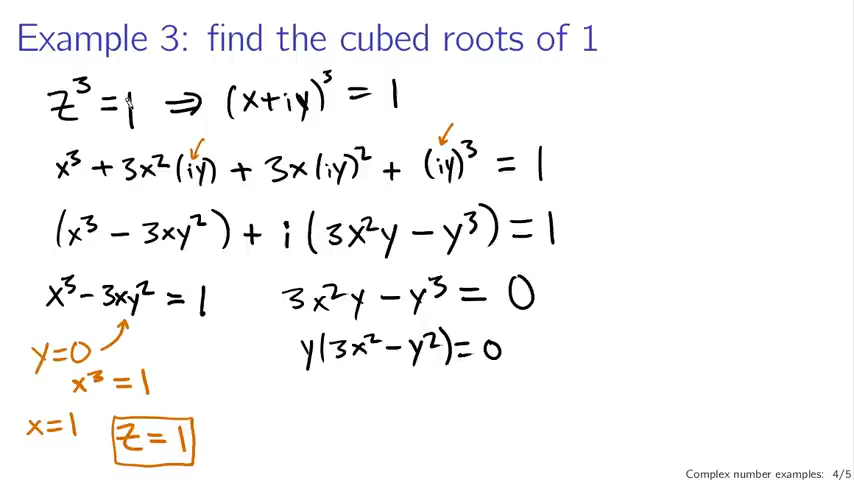 Example 3: find the cubed roots of 1
z³ = 1 ⇒ (x+iy)³ = 1
x³ + 3x²(iy) + 3x(iy)² + (iy)³ = 1
(x³ − 3xy²) + i(3x²y − y³) = 1
x³ − 3xy² = 1 3x²y − y³ = 0
y(3x² − y²) = 0
y=0
x³ = 1
x=1 z = 1
Complex number examples: 4/5